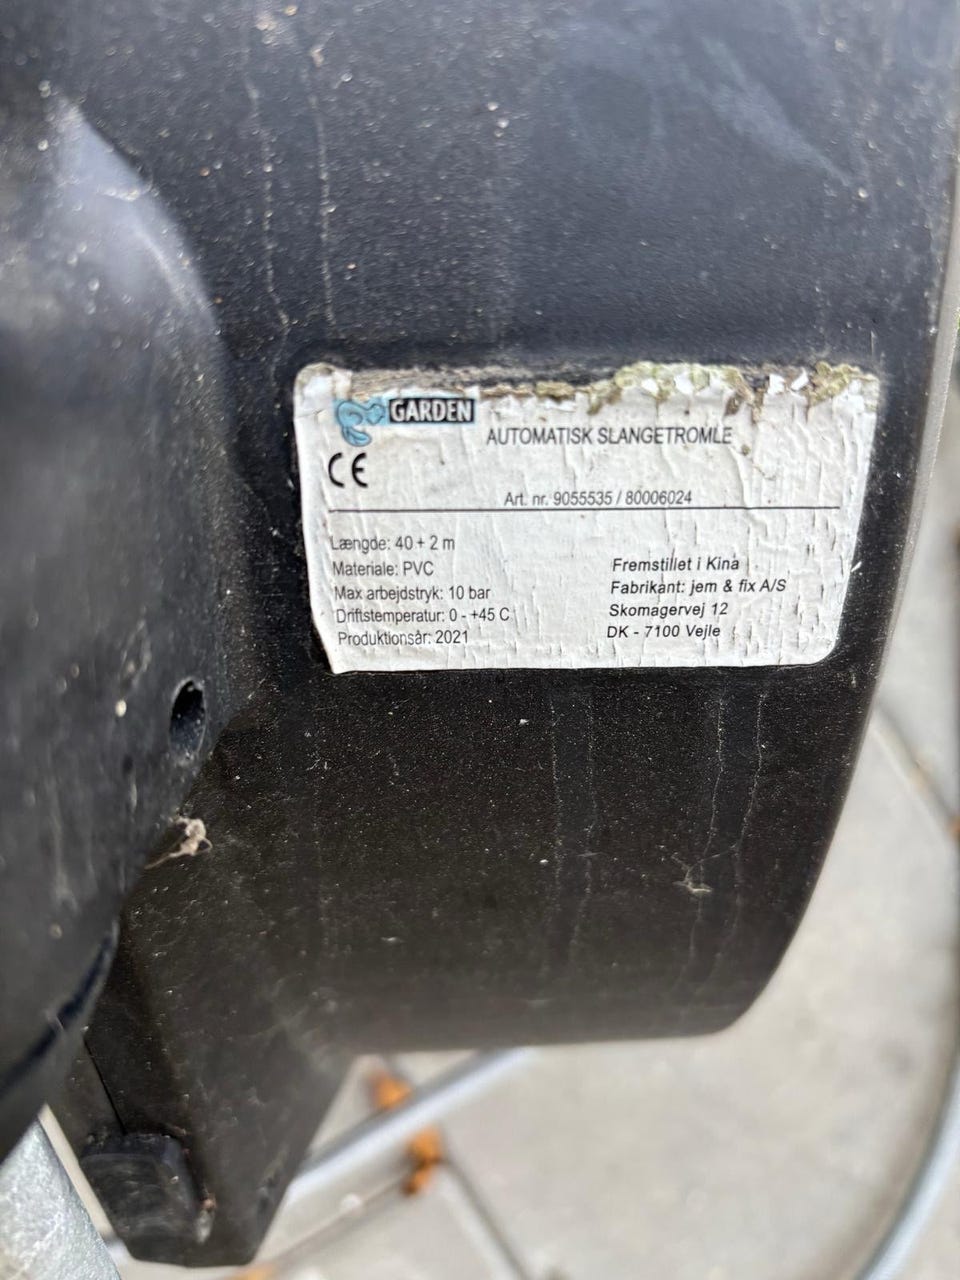 GARDEN
AUTOMATISK SLANGETROMLE
CE
Art. nr. 9055535 / 80006024
Længde: 40 + 2 m
Materiale: PVC
Max arbejdstryk: 10 bar
Driftstemperatur: 0 - +45 C
Produktionsår: 2021
Fremstillet i Kina
Fabrikant: jem & fix A/S
Skomagervej 12
DK - 7100 Vejle